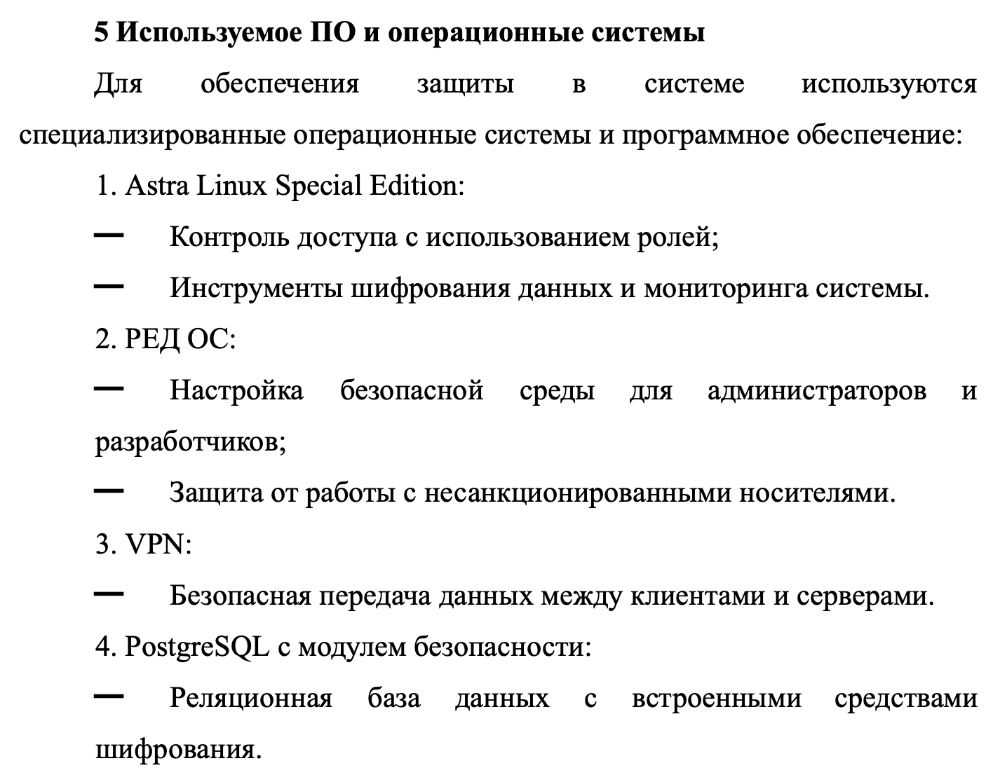 5 Используемое ПО и операционные системы
Для обеспечения защиты в системе используются
специализированные операционные системы и программное обеспечение:
1. Astra Linux Special Edition:
— Контроль доступа с использованием ролей;
— Инструменты шифрования данных и мониторинга системы.
2. РЕД ОС:
— Настройка безопасной среды для администраторов и
разработчиков;
— Защита от работы с несанкционированными носителями.
3. VPN:
— Безопасная передача данных между клиентами и серверами.
4. PostgreSQL с модулем безопасности:
— Реляционная база данных с встроенными средствами
шифрования.